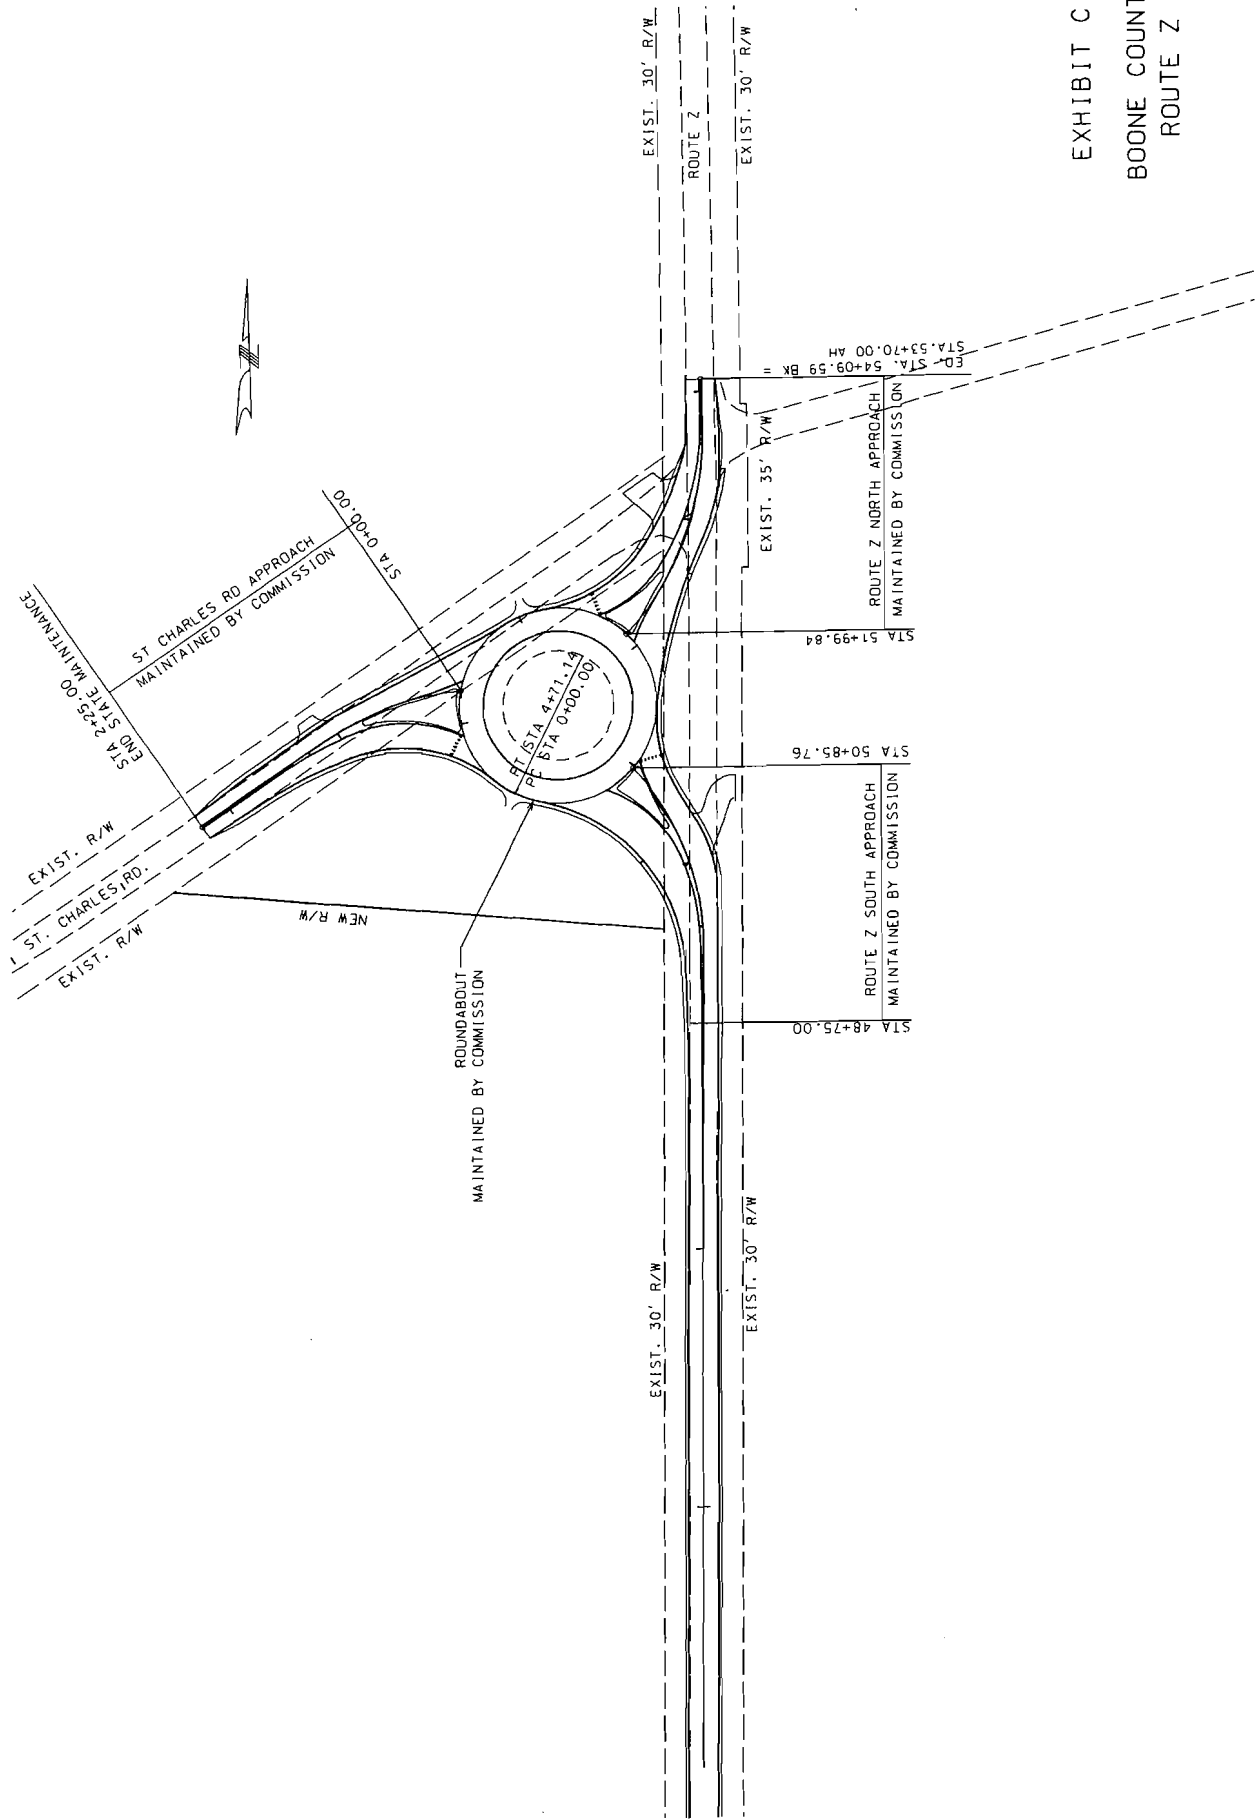 EXHIBIT C
BOONE COUNT
ROUTE Z
EXIST. 30' R/W
ROUTE Z
EXIST. 30' R/W
STA 0+00.00
ST CHARLES RD APPROACH
MAINTAINED BY COMMISSION
STA 2+25.00
END STATE MAINTENANCE
EXIST. R/W
ST. CHARLES RD.
EXIST. R/W
NEW R/W
PT STA 4+71.14
PC STA 0+00.00
ROUNDABOUT
MAINTAINED BY COMMISSION
EXIST. 35' R/W
EQ. STA. 54+09.59 BK =
STA.53+70.00 AH
ROUTE Z NORTH APPROACH
MAINTAINED BY COMMISSION
STA 51+99.84
STA 50+85.76
ROUTE Z SOUTH APPROACH
MAINTAINED BY COMMISSION
STA 48+75.00
EXIST. 30' R/W
EXIST. 30' R/W